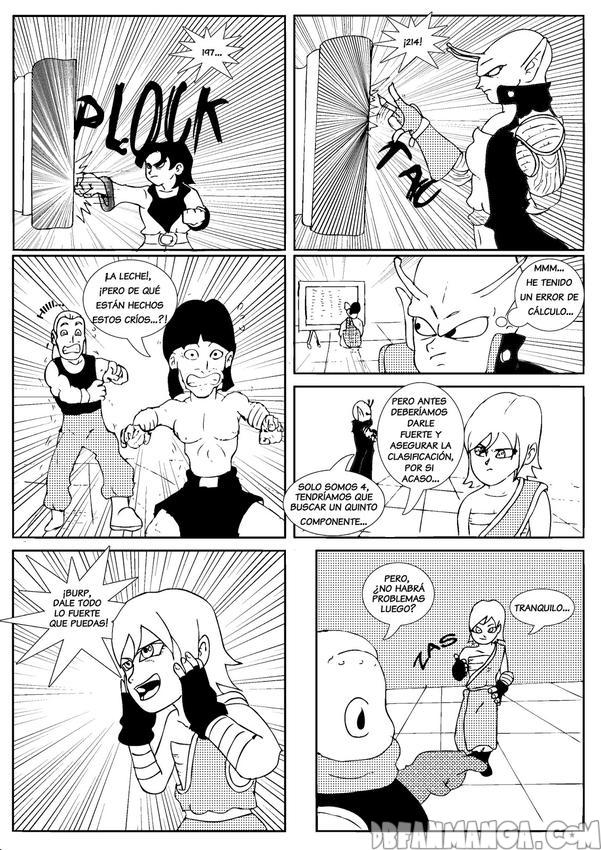 197...
PLOCK
¡214!
TAC
¡LA LECHE!,
¡PERO DE QUÉ
ESTÁN HECHOS
ESTOS CRÍOS...?!
HIIII...
MMM...
HE TENIDO
UN ERROR DE
CÁLCULO...
PERO ANTES
DEBERÍAMOS
DARLE
FUERTE Y
ASEGURAR LA
CLASIFICACIÓN,
POR SI
ACASO...
SOLO SOMOS 4,
TENDRÍAMOS QUE
BUSCAR UN QUINTO
COMPONENTE...
¡BURP,
DALE TODO
LO FUERTE
QUE PUEDAS!
PERO,
¿NO HABRÁ
PROBLEMAS
LUEGO?
TRANQUILO...
ZAS
DBFANMANGA.COM